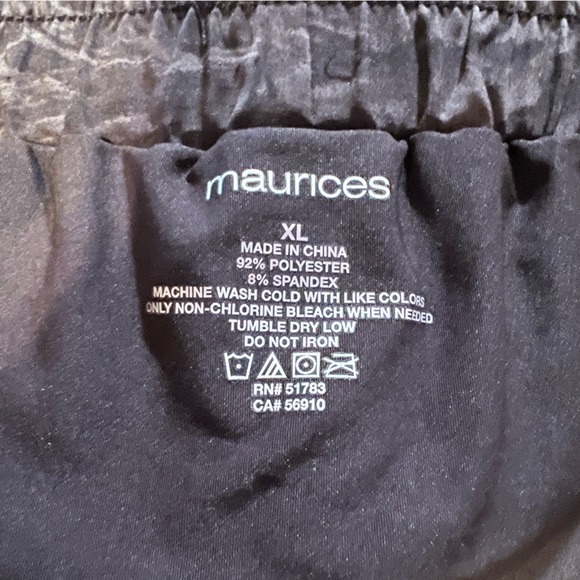 maurices
XL
MADE IN CHINA
92% POLYESTER
8% SPANDEX
MACHINE WASH COLD WITH LIKE COLORS
ONLY NON-CHLORINE BLEACH WHEN NEEDED
TUMBLE DRY LOW
DO NOT IRON
RN# 51783
CA# 56910